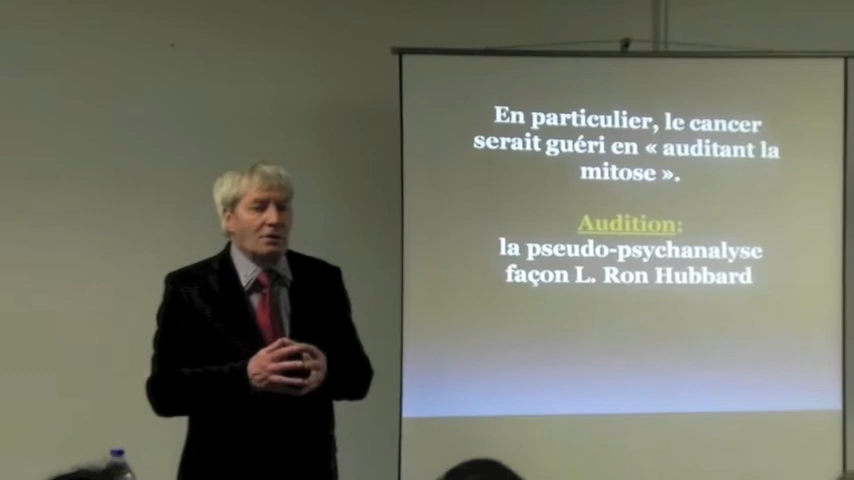 En particulier, le cancer
serait guéri en « auditant la
mitose ».
Audition:
la pseudo-psychanalyse
façon L. Ron Hubbard